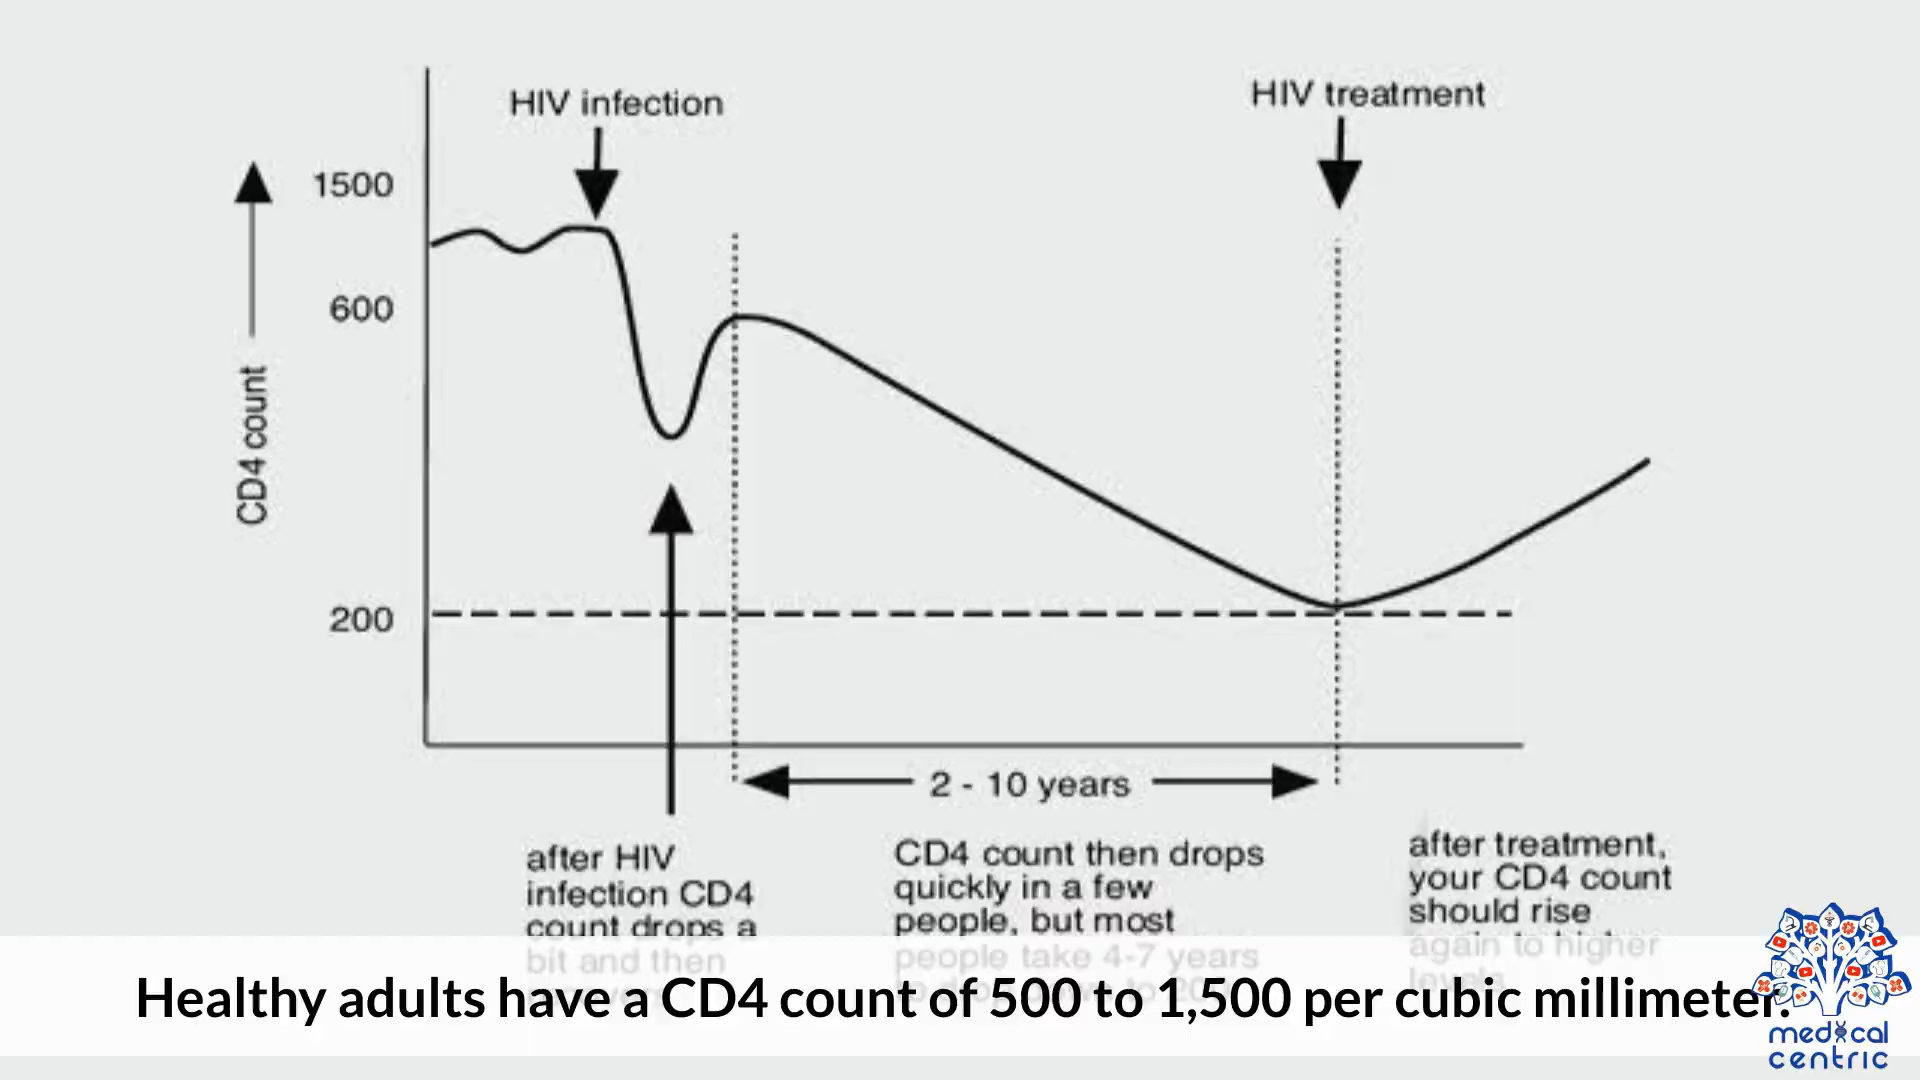 HIV infection
HIV treatment
1500
600
CD4 count
200
2 - 10 years
after HIV
infection CD4
count drops a
bit and then
CD4 count then drops
quickly in a few
people, but most
people take 4-7 years
after treatment,
your CD4 count
should rise
again to higher
levels
Healthy adults have a CD4 count of 500 to 1,500 per cubic millimeter.
medical
centric